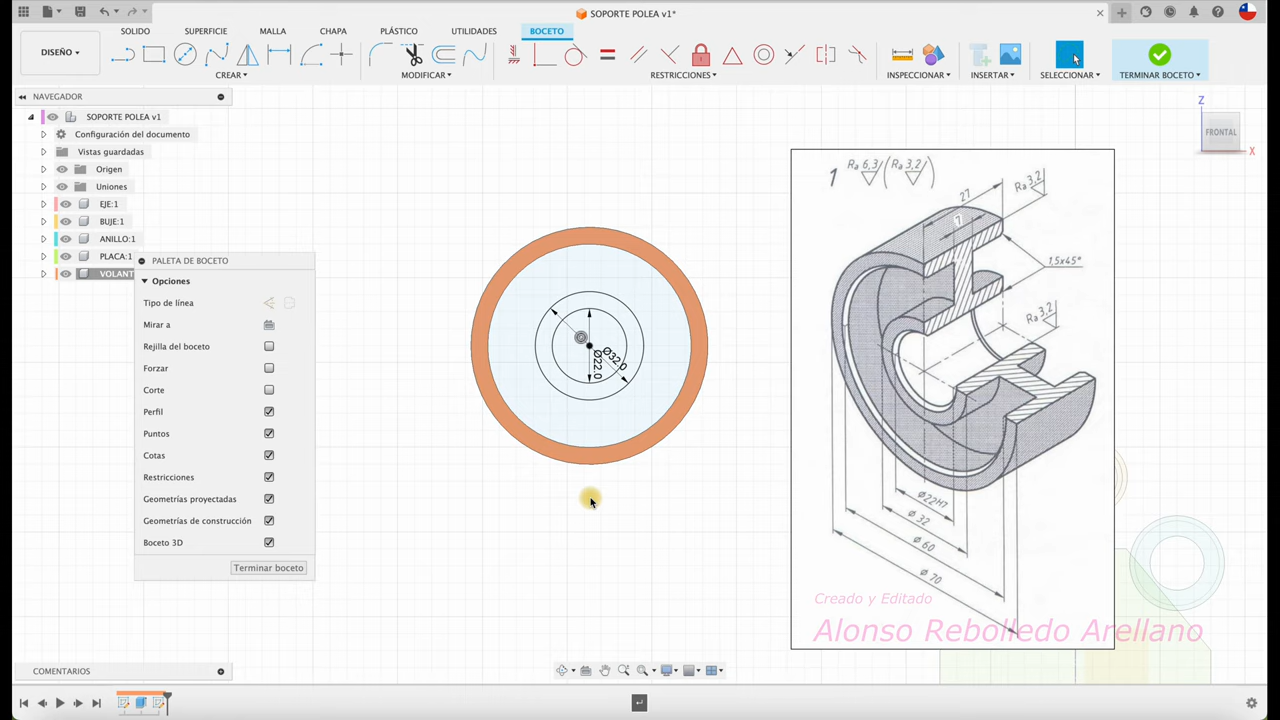 SOPORTE POLEA v1*
DISEÑO
SÓLIDO
SUPERFICIE
MALLA
CHAPA
PLÁSTICO
UTILIDADES
BOCETO
CREAR
MODIFICAR
RESTRICCIONES
INSPECCIONAR
INSERTAR
SELECCIONAR
TERMINAR BOCETO
NAVEGADOR
SOPORTE POLEA v1
Configuración del documento
Vistas guardadas
Origen
Uniones
EJE:1
BUJE:1
ANILLO:1
PLACA:1
VOLANT
PALETA DE BOCETO
Opciones
Tipo de línea
Mirar a
Rejilla del boceto
Forzar
Corte
Perfil
Puntos
Cotas
Restricciones
Geometrías proyectadas
Geometrías de construcción
Boceto 3D
Terminar boceto
Ø22.0
Ø32.0
Z
FRONTAL
X
1
Ra 6,3
(Ra 3,2)
27
Ra 3,2
7
1,5x45°
Ra 3,2
Ø22H7
Ø 32
Ø 60
Ø 70
Creado y Editado
Alonso Rebolledo Arellano
COMENTARIOS